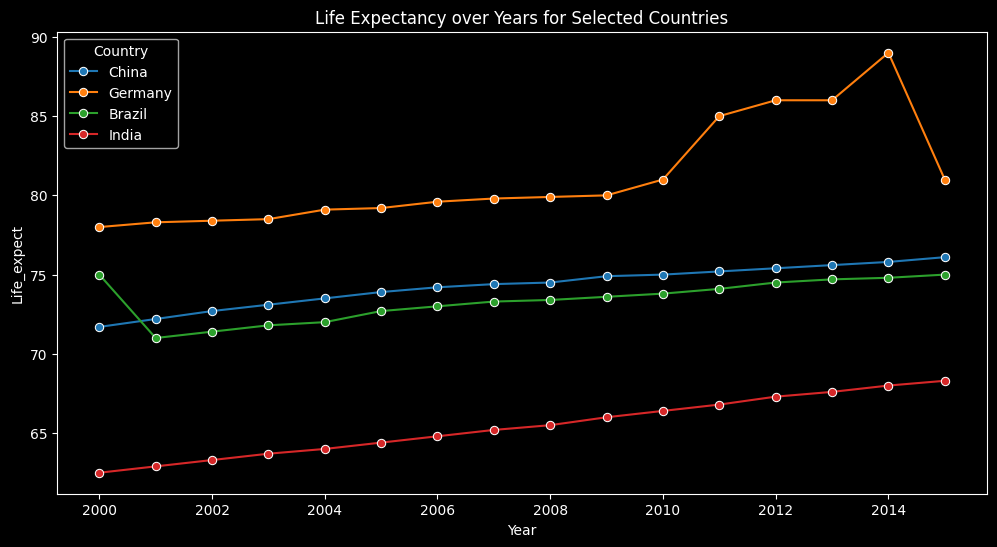 Life Expectancy over Years for Selected Countries
90
85
80
75
70
65
Life_expect
Country
China
Germany
Brazil
India
2000 2002 2004 2006 2008 2010 2012 2014
Year